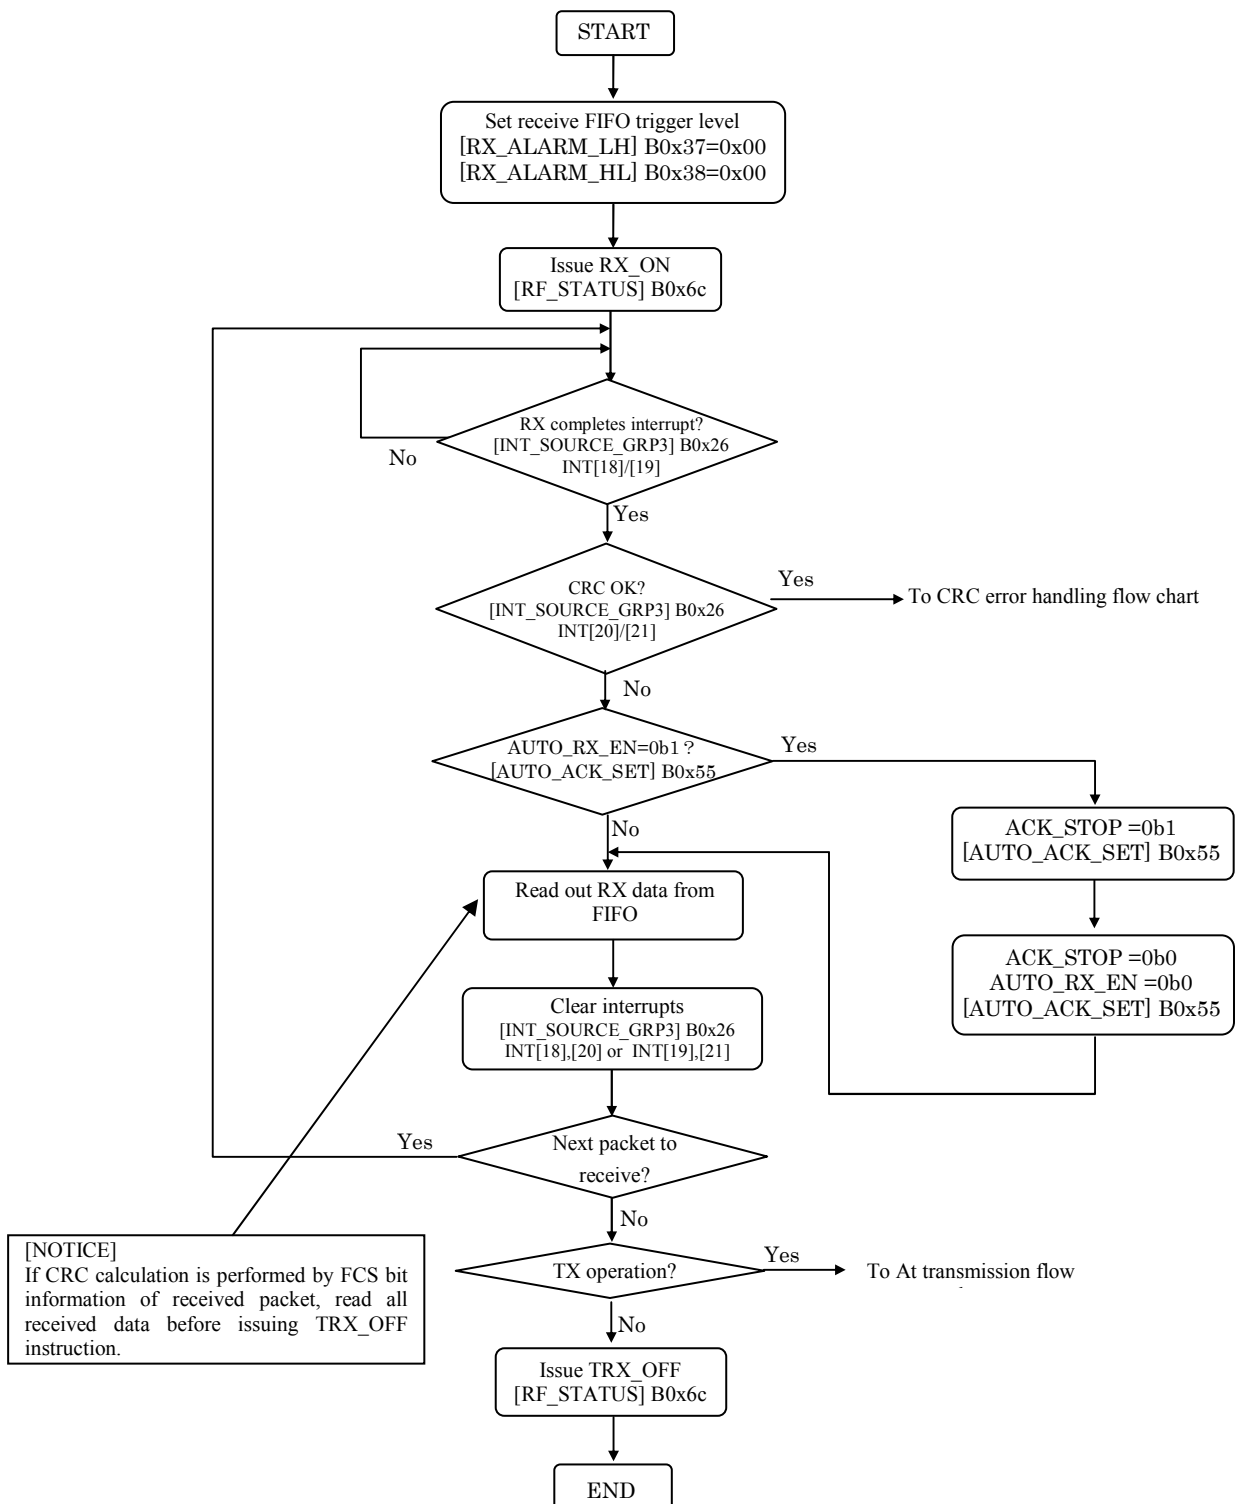 START
Set receive FIFO trigger level
[RX_ALARM_LH] B0x37=0x00
[RX_ALARM_HL] B0x38=0x00
Issue RX_ON
[RF_STATUS] B0x6c
RX completes interrupt?
[INT_SOURCE_GRP3] B0x26
INT[18]/[19]
No
Yes
CRC OK?
[INT_SOURCE_GRP3] B0x26
INT[20]/[21]
Yes
To CRC error handling flow chart
No
AUTO_RX_EN=0b1？
[AUTO_ACK_SET] B0x55
Yes
ACK_STOP =0b1
[AUTO_ACK_SET] B0x55
ACK_STOP =0b0
AUTO_RX_EN =0b0
[AUTO_ACK_SET] B0x55
No
Read out RX data from
FIFO
Clear interrupts
[INT_SOURCE_GRP3] B0x26
INT[18],[20] or INT[19],[21]
Next packet to
receive?
Yes
No
[NOTICE]
If CRC calculation is performed by FCS bit
information of received packet, read all
received data before issuing TRX_OFF
instruction.
TX operation?
Yes
To At transmission flow
No
Issue TRX_OFF
[RF_STATUS] B0x6c
END